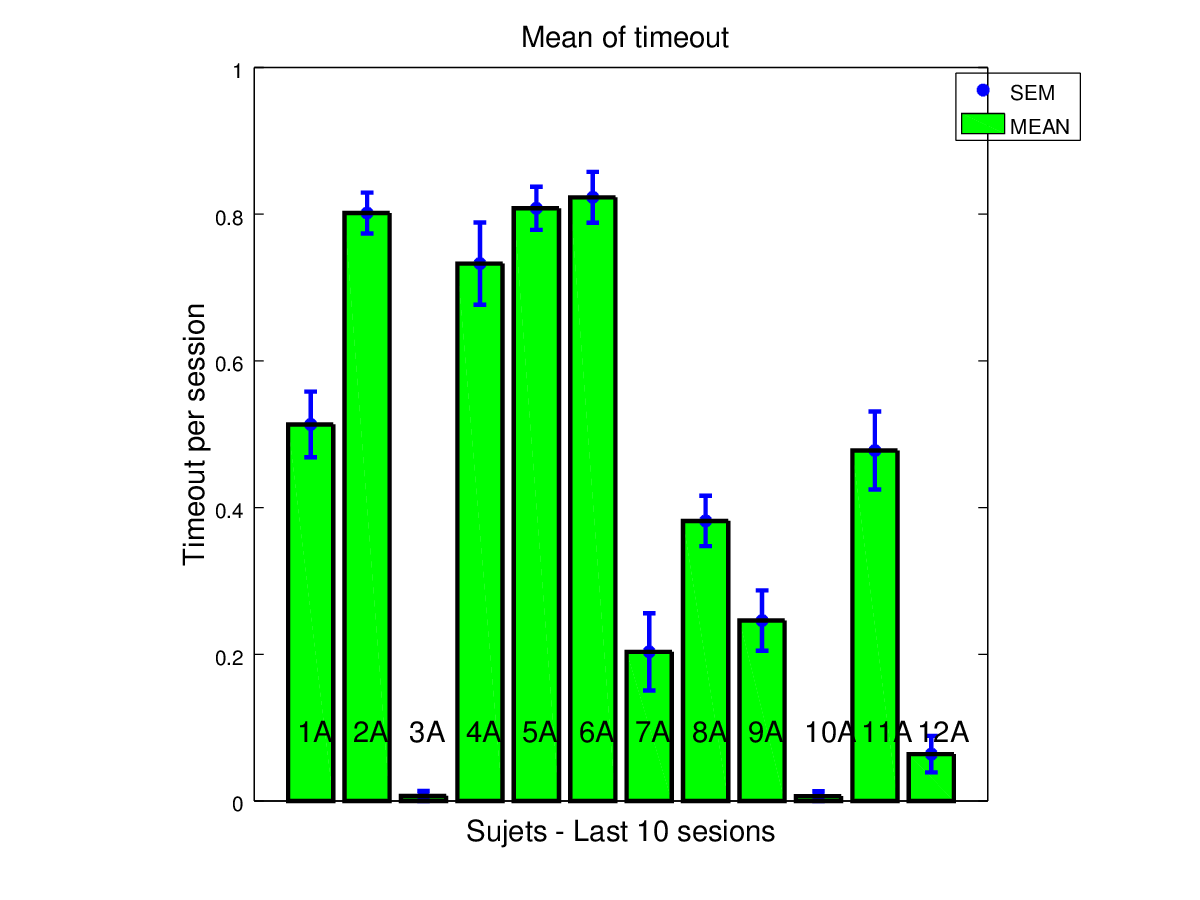 Mean of timeout
SEM
MEAN
1
0.8
0.6
0.4
0.2
0
Timeout per session
1A 2A 3A 4A 5A 6A 7A 8A 9A 10A 11A 12A
Sujets - Last 10 sesions